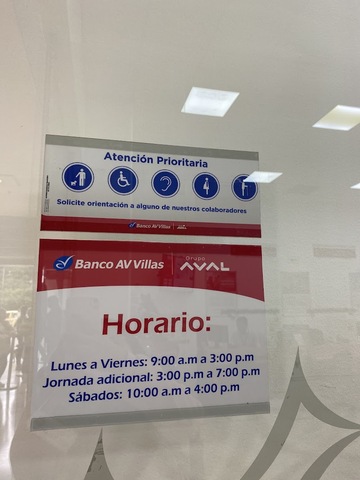 Atención Prioritaria
Solicite orientación a alguno de nuestros colaboradores
Banco AV Villas
Banco AV Villas Grupo AVAL
Horario:
Lunes a Viernes: 9:00 a.m a 3:00 p.m
Jornada adicional: 3:00 p.m a 7:00 p.m
Sábados: 10:00 a.m a 4:00 p.m